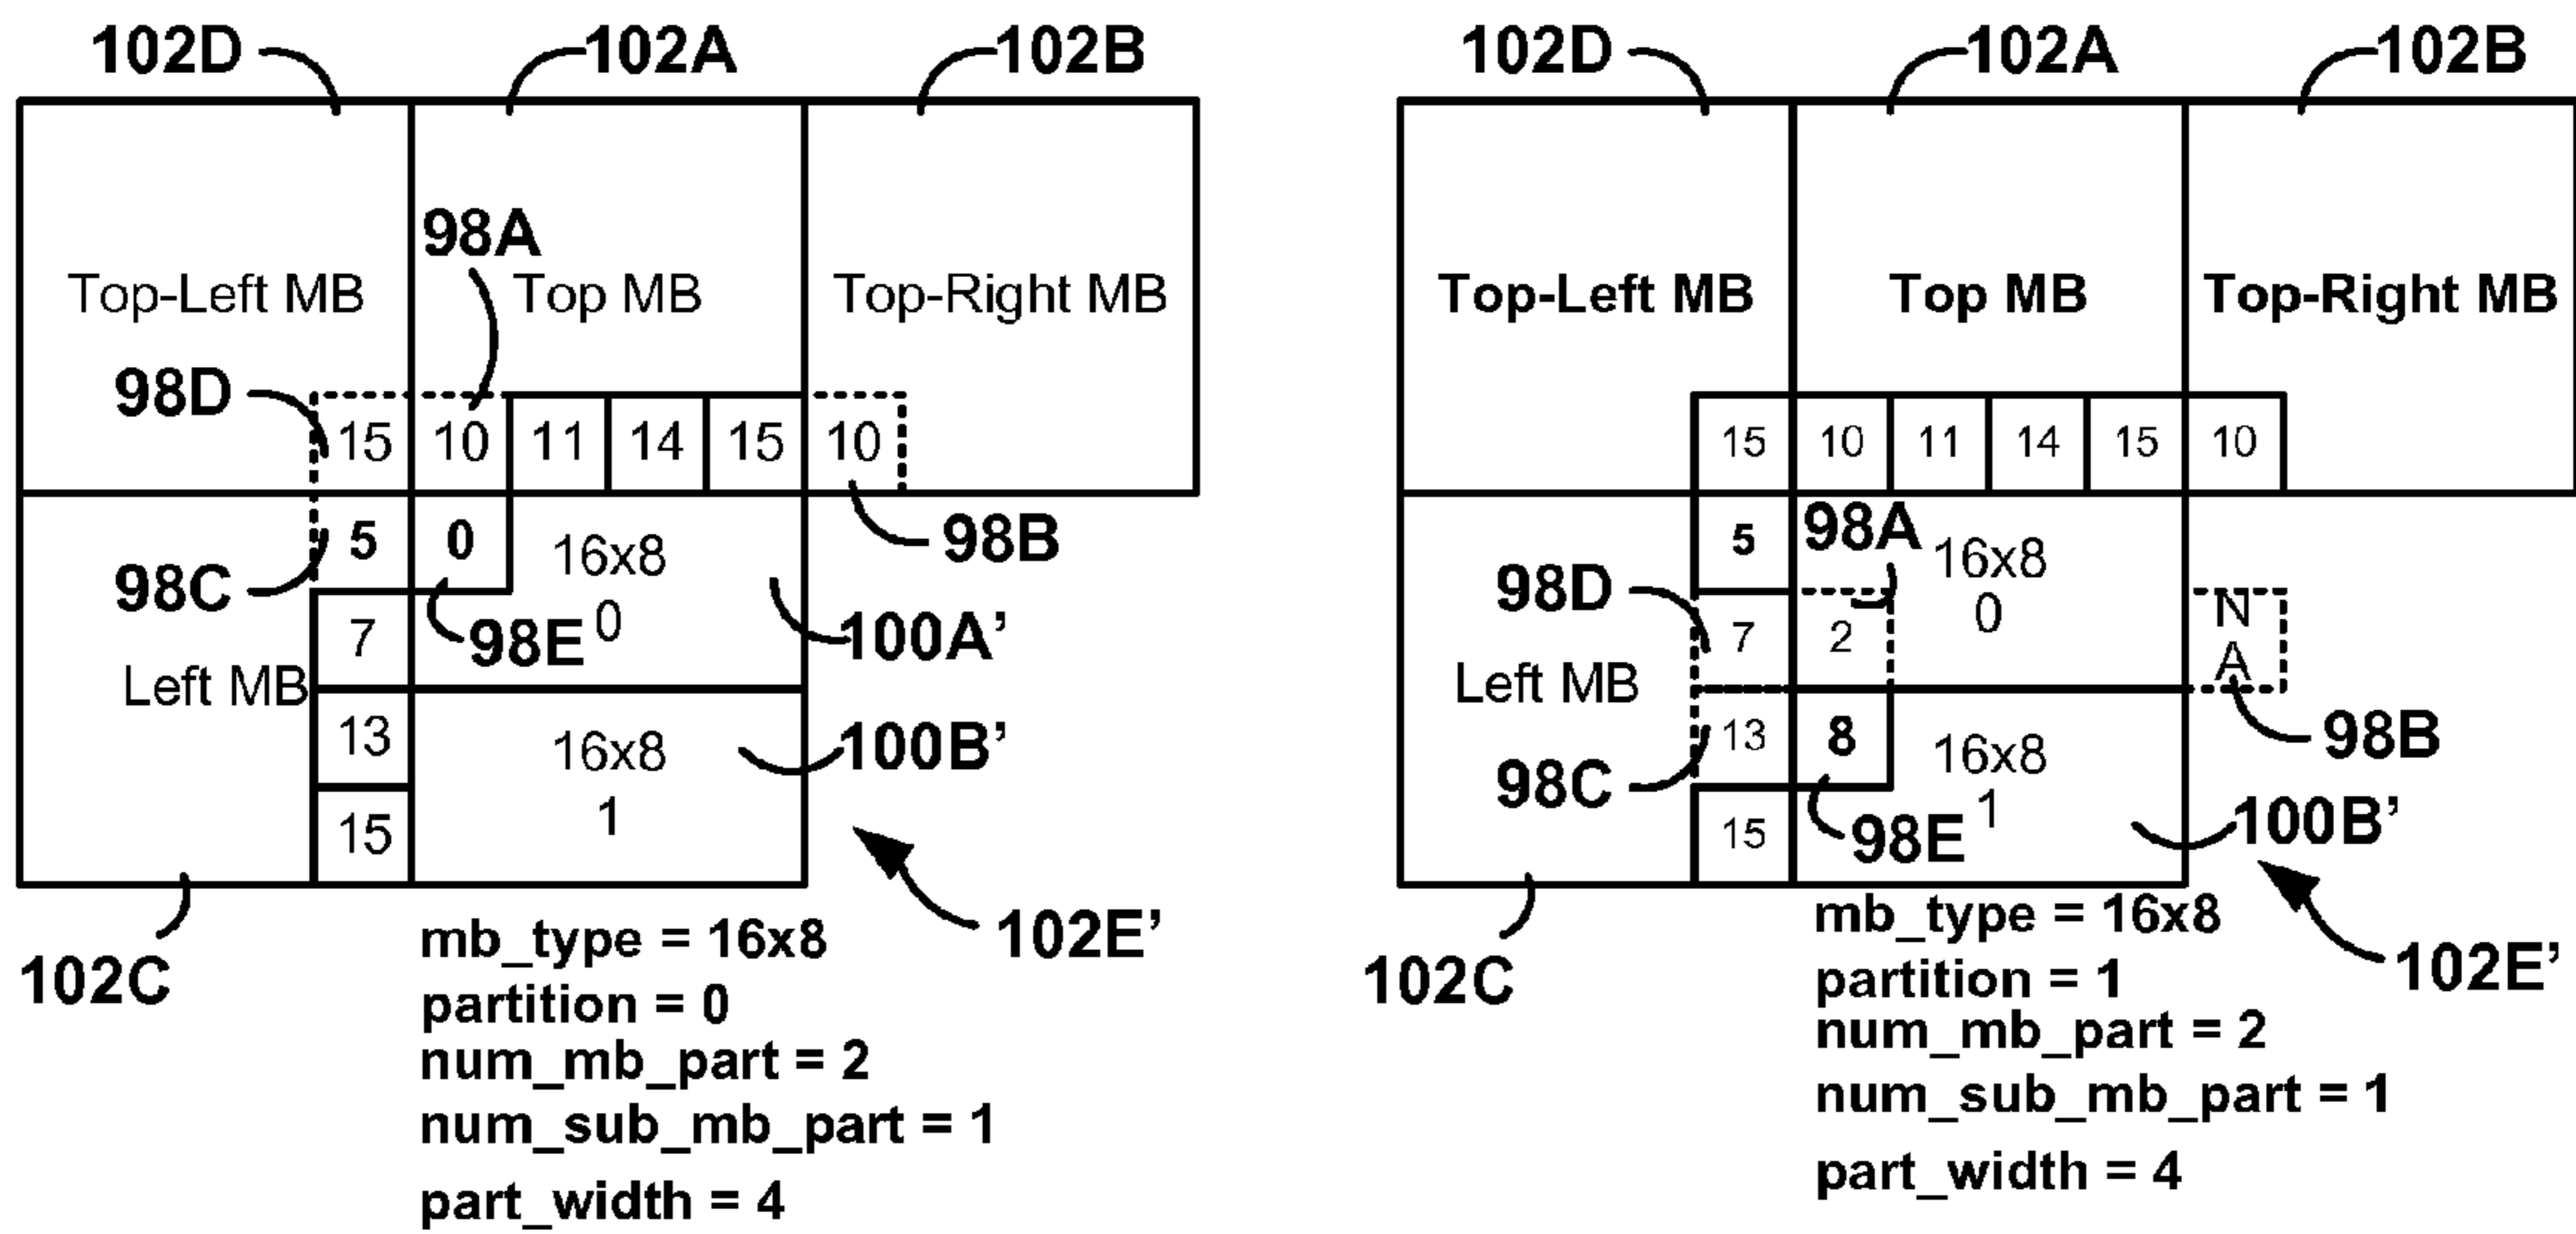 102D 102A 102B 102D 102A 102B
98A
Top-Left MB Top MB Top-Right MB Top-Left MB Top MB Top-Right MB
98D
15 10 11 14 15 10 15 10 11 14 15 10
5 0 16x8 98B 5 98A 16x8
98C 98D 0 N
7 98E 0 100A' 7 2 A
Left MB Left MB
13 16x8 100B' 13 8 16x8 98B
98C
15 1 15 98E 1 100B'
102C 102E' 102C 102E'
mb_type = 16x8
partition = 0
num_mb_part = 2
num_sub_mb_part = 1
part_width = 4
mb_type = 16x8
partition = 1
num_mb_part = 2
num_sub_mb_part = 1
part_width = 4